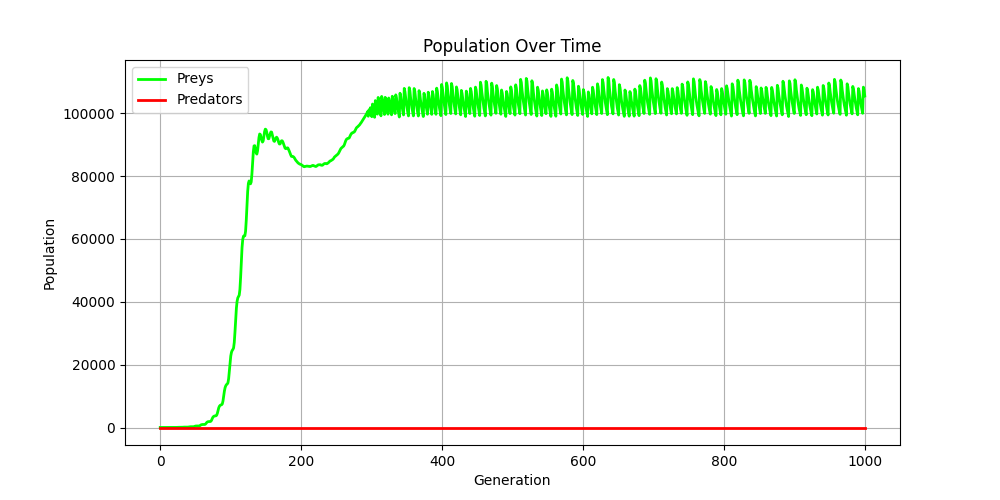 Population Over Time
Preys
Predators
Population
100000
80000
60000
40000
20000
0
0 200 400 600 800 1000
Generation